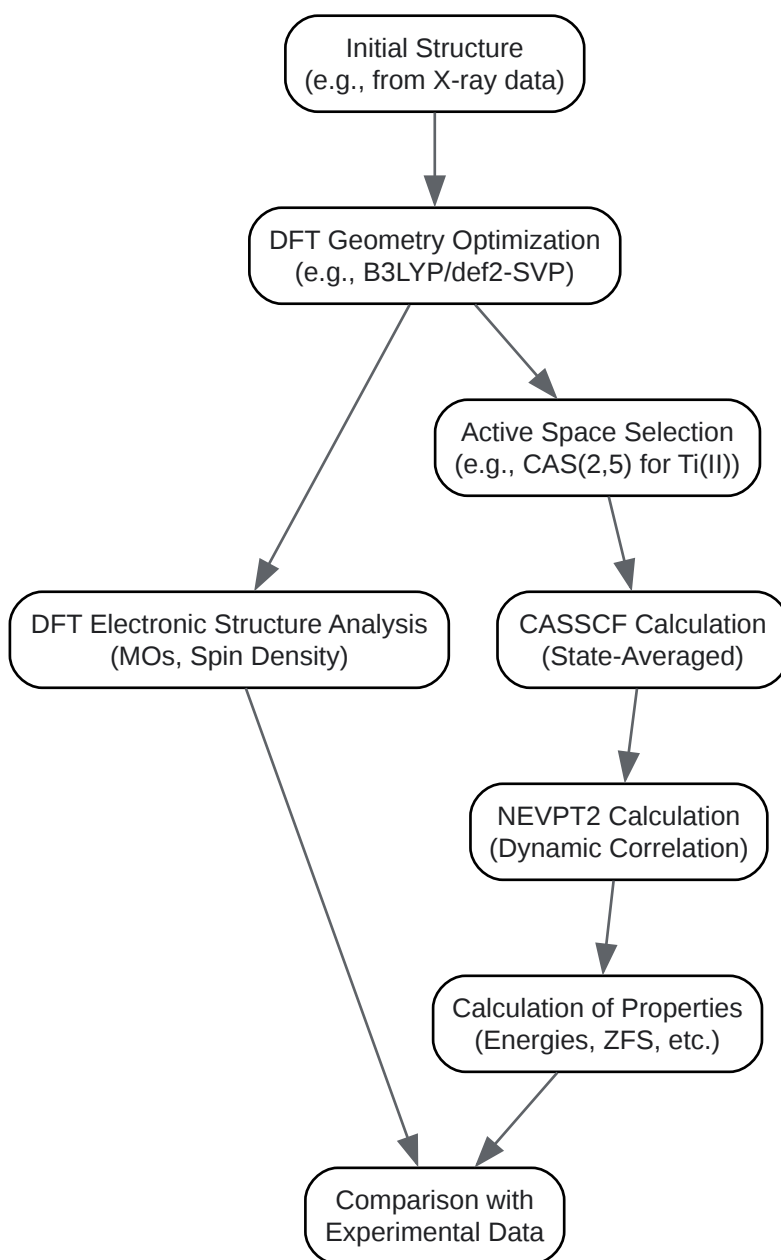 Initial Structure
(e.g., from X-ray data)
DFT Geometry Optimization
(e.g., B3LYP/def2-SVP)
Active Space Selection
(e.g., CAS(2,5) for Ti(II))
DFT Electronic Structure Analysis
(MOs, Spin Density)
CASSCF Calculation
(State-Averaged)
NEVPT2 Calculation
(Dynamic Correlation)
Calculation of Properties
(Energies, ZFS, etc.)
Comparison with
Experimental Data